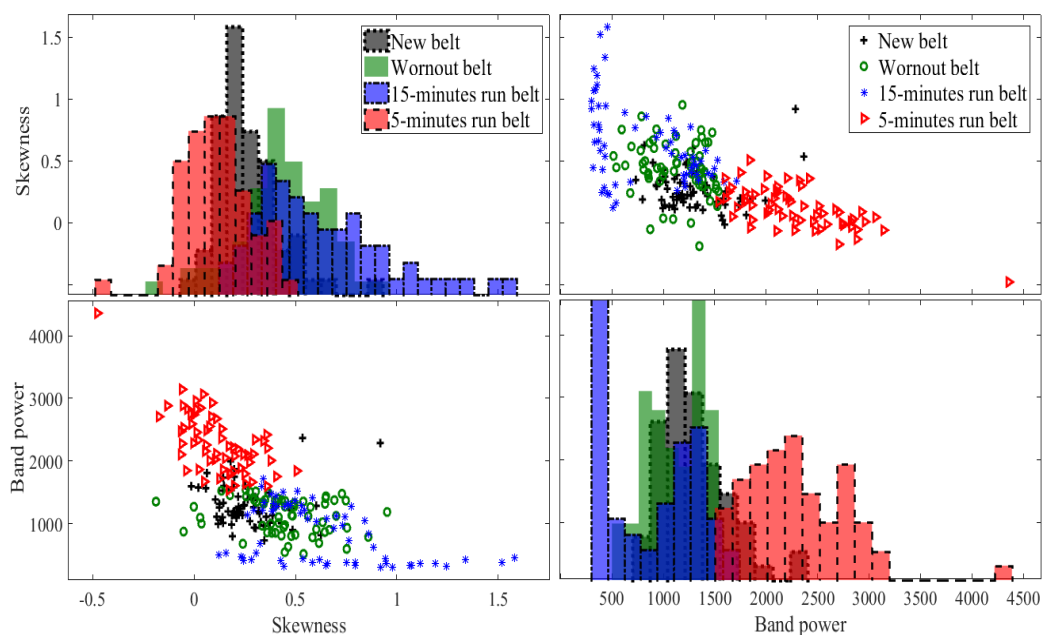 1.5
1
0.5
0
Skewness
New belt
Wornout belt
15-minutes run belt
5-minutes run belt
New belt
Wornout belt
15-minutes run belt
5-minutes run belt
4000
3000
2000
1000
Band power
-0.5
0
0.5
1
1.5
Skewness
500
1000
1500
2000
2500
3000
3500
4000
4500
Band power